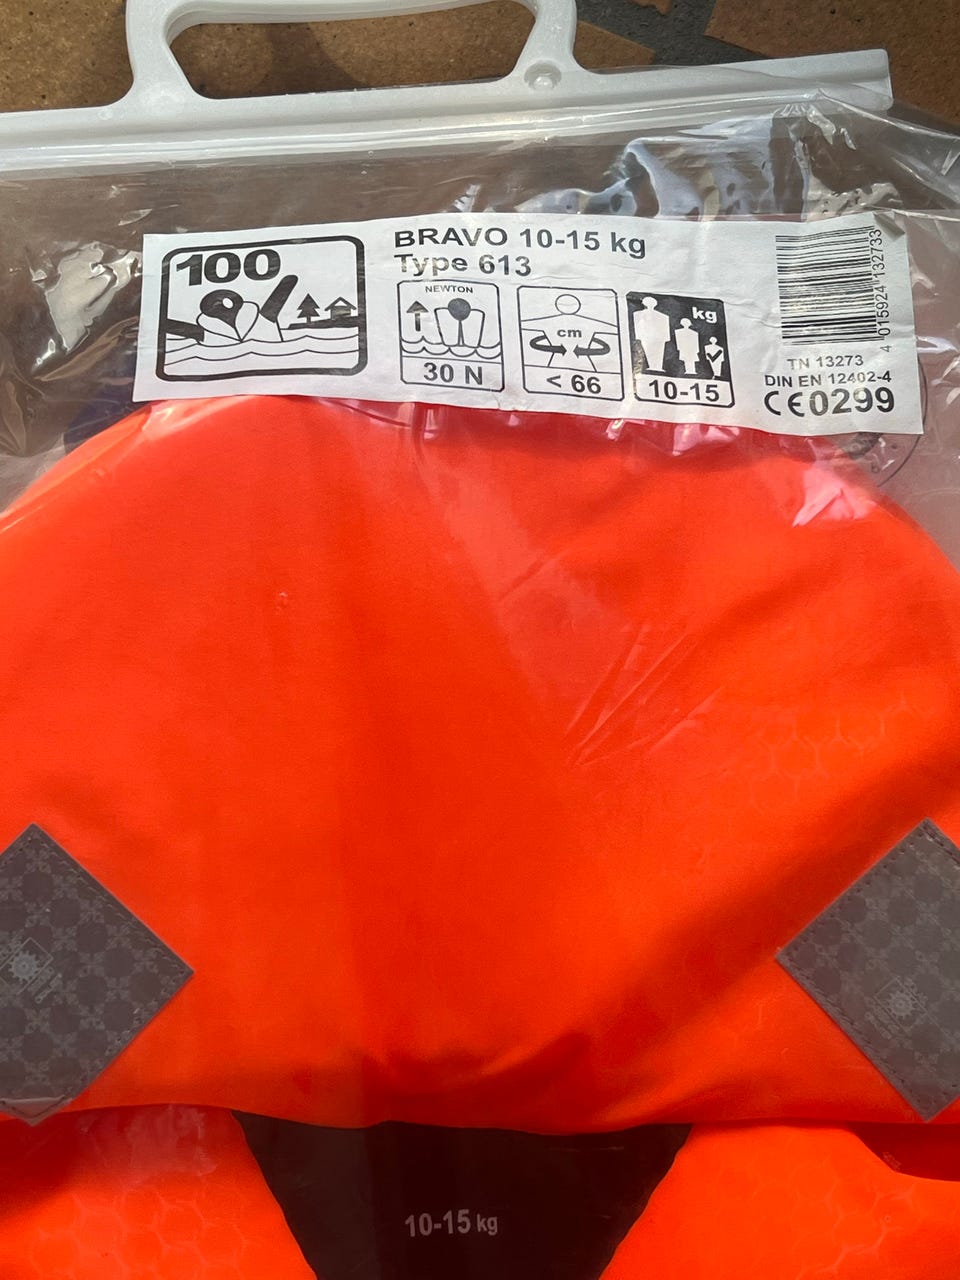 100
BRAVO 10-15 kg
Type 613
NEWTON
30 N
cm
< 66
kg
10-15
4 015924 132733
TN 13273
DIN EN 12402-4
CE0299
10-15 kg